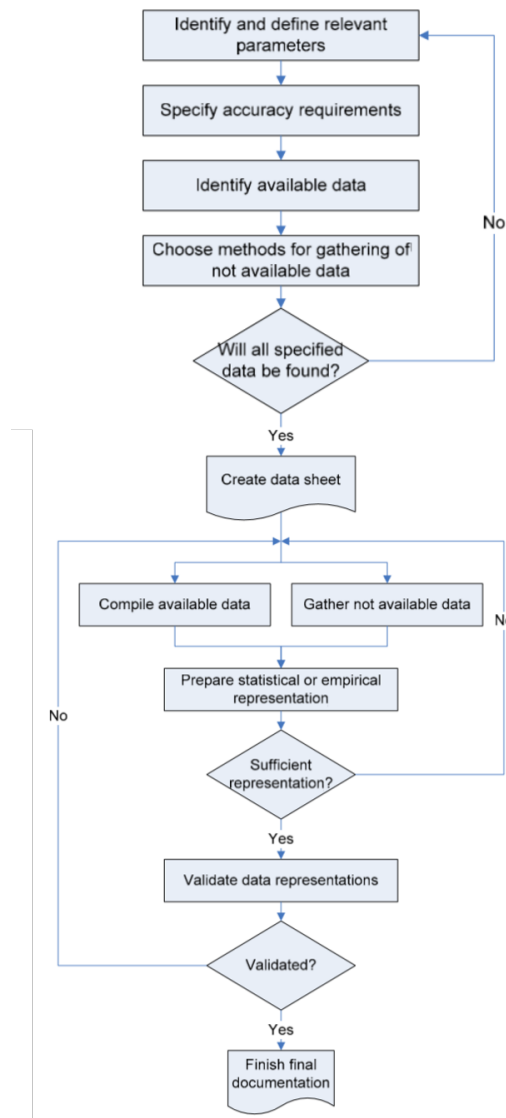 Identify and define relevant
parameters
Specify accuracy requirements
Identify available data
No
Choose methods for gathering of
not available data
Will all specified
data be found?
Yes
Create data sheet
Compile available data
Gather not available data
Prepare statistical or empirical
representation
No
Sufficient
representation?
Yes
Validate data representations
Validated?
Yes
Finish final
documentation